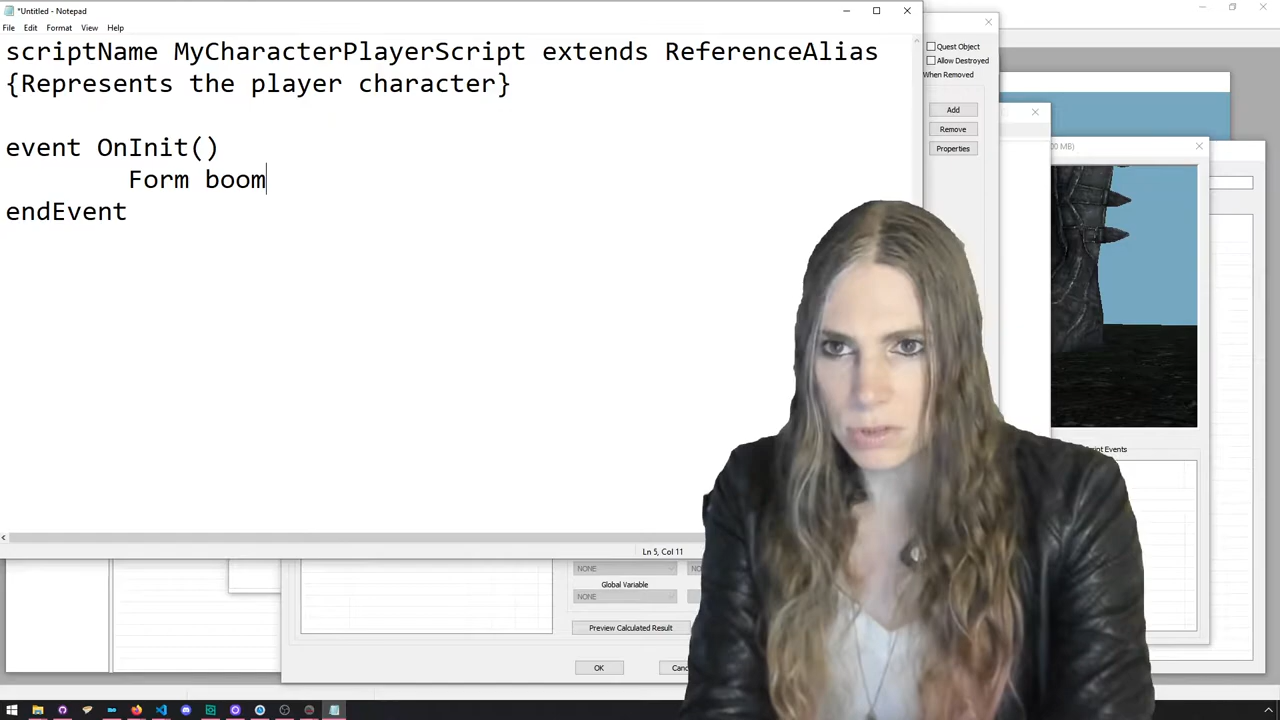 *Untitled - Notepad
File Edit Format View Help
scriptName MyCharacterPlayerScript extends ReferenceAlias
{Represents the player character}
event OnInit()
Form boom
endEvent
Ln 5, Col 11
Quest Object
Allow Destroyed
When Removed
Add
Remove
Properties
MB)
Events
NONE
Global Variable
NONE
Preview Calculated Result
OK